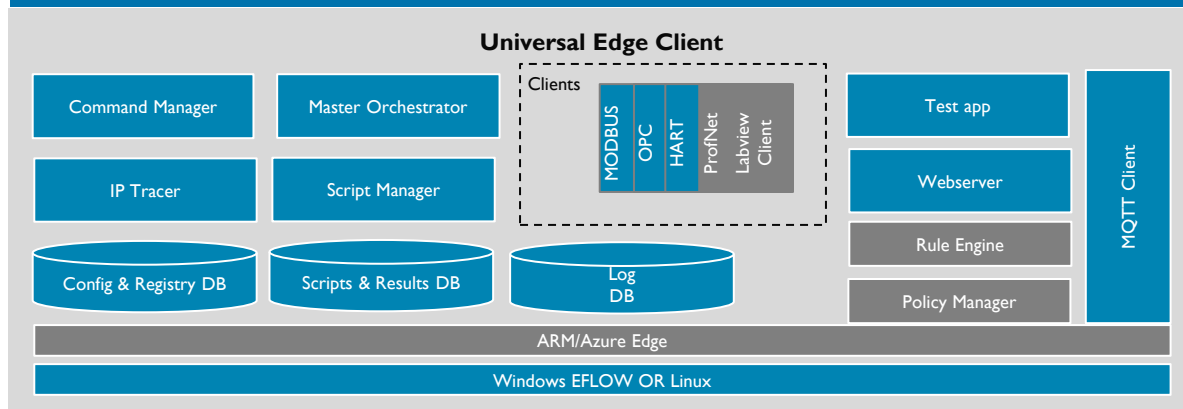 Universal Edge Client
Command Manager
Master Orchestrator
Clients
MODBUS
OPC
HART
ProfNet
Labview
Client
Test app
MQTT Client
IP Tracer
Script Manager
Webserver
Rule Engine
Config & Registry DB
Scripts & Results DB
Log
DB
Policy Manager
ARM/Azure Edge
Windows EFLOW OR Linux